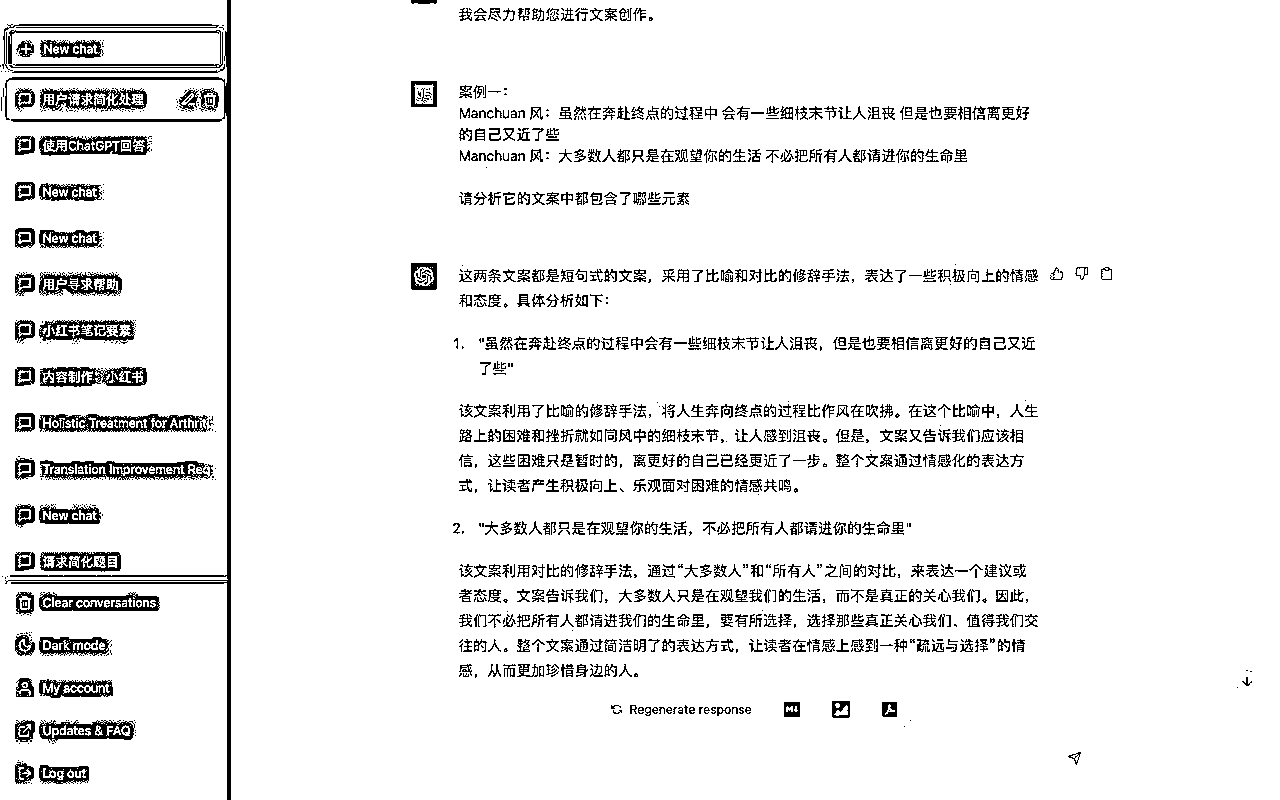 New chat
用户请求简化处理
使用ChatGPT回答
New chat
New chat
用户寻求帮助
小红书笔记要素
内容制作：小红书
Holistic Treatment for Arthrit
Translation Improvement Req
New chat
请求简化题目
Clear conversations
Dark mode
My account
Updates & FAQ
Log out
我会尽力帮助您进行文案创作。
案例一：
Manchuan 风：虽然在奔赴终点的过程中 会有一些细枝末节让人沮丧 但是也要相信离更好
的自己又近了些
Manchuan 风：大多数人都只是在观望你的生活 不必把所有人都请进你的生命里
请分析它的文案中都包含了哪些元素
这两条文案都是短句式的文案，采用了比喻和对比的修辞手法，表达了一些积极向上的情感
和态度。具体分析如下：
1. "虽然在奔赴终点的过程中会有一些细枝末节让人沮丧，但是也要相信离更好的自己又近
了些"
该文案利用了比喻的修辞手法，将人生奔向终点的过程比作风在吹拂。在这个比喻中，人生
路上的困难和挫折就如同风中的细枝末节，让人感到沮丧。但是，文案又告诉我们应该相
信，这些困难只是暂时的，离更好的自己已经更近了一步。整个文案通过情感化的表达方
式，让读者产生积极向上、乐观面对困难的情感共鸣。
2. "大多数人都只是在观望你的生活，不必把所有人都请进你的生命里"
该文案利用对比的修辞手法，通过“大多数人”和“所有人”之间的对比，来表达一个建议或
者态度。文案告诉我们，大多数人只是在观望我们的生活，而不是真正的关心我们。因此，
我们不必把所有人都请进我们的生命里，要有所选择，选择那些真正关心我们、值得我们交
往的人。整个文案通过简洁明了的表达方式，让读者在情感上感到一种“疏远与选择”的情
感，从而更加珍惜身边的人。
Regenerate response